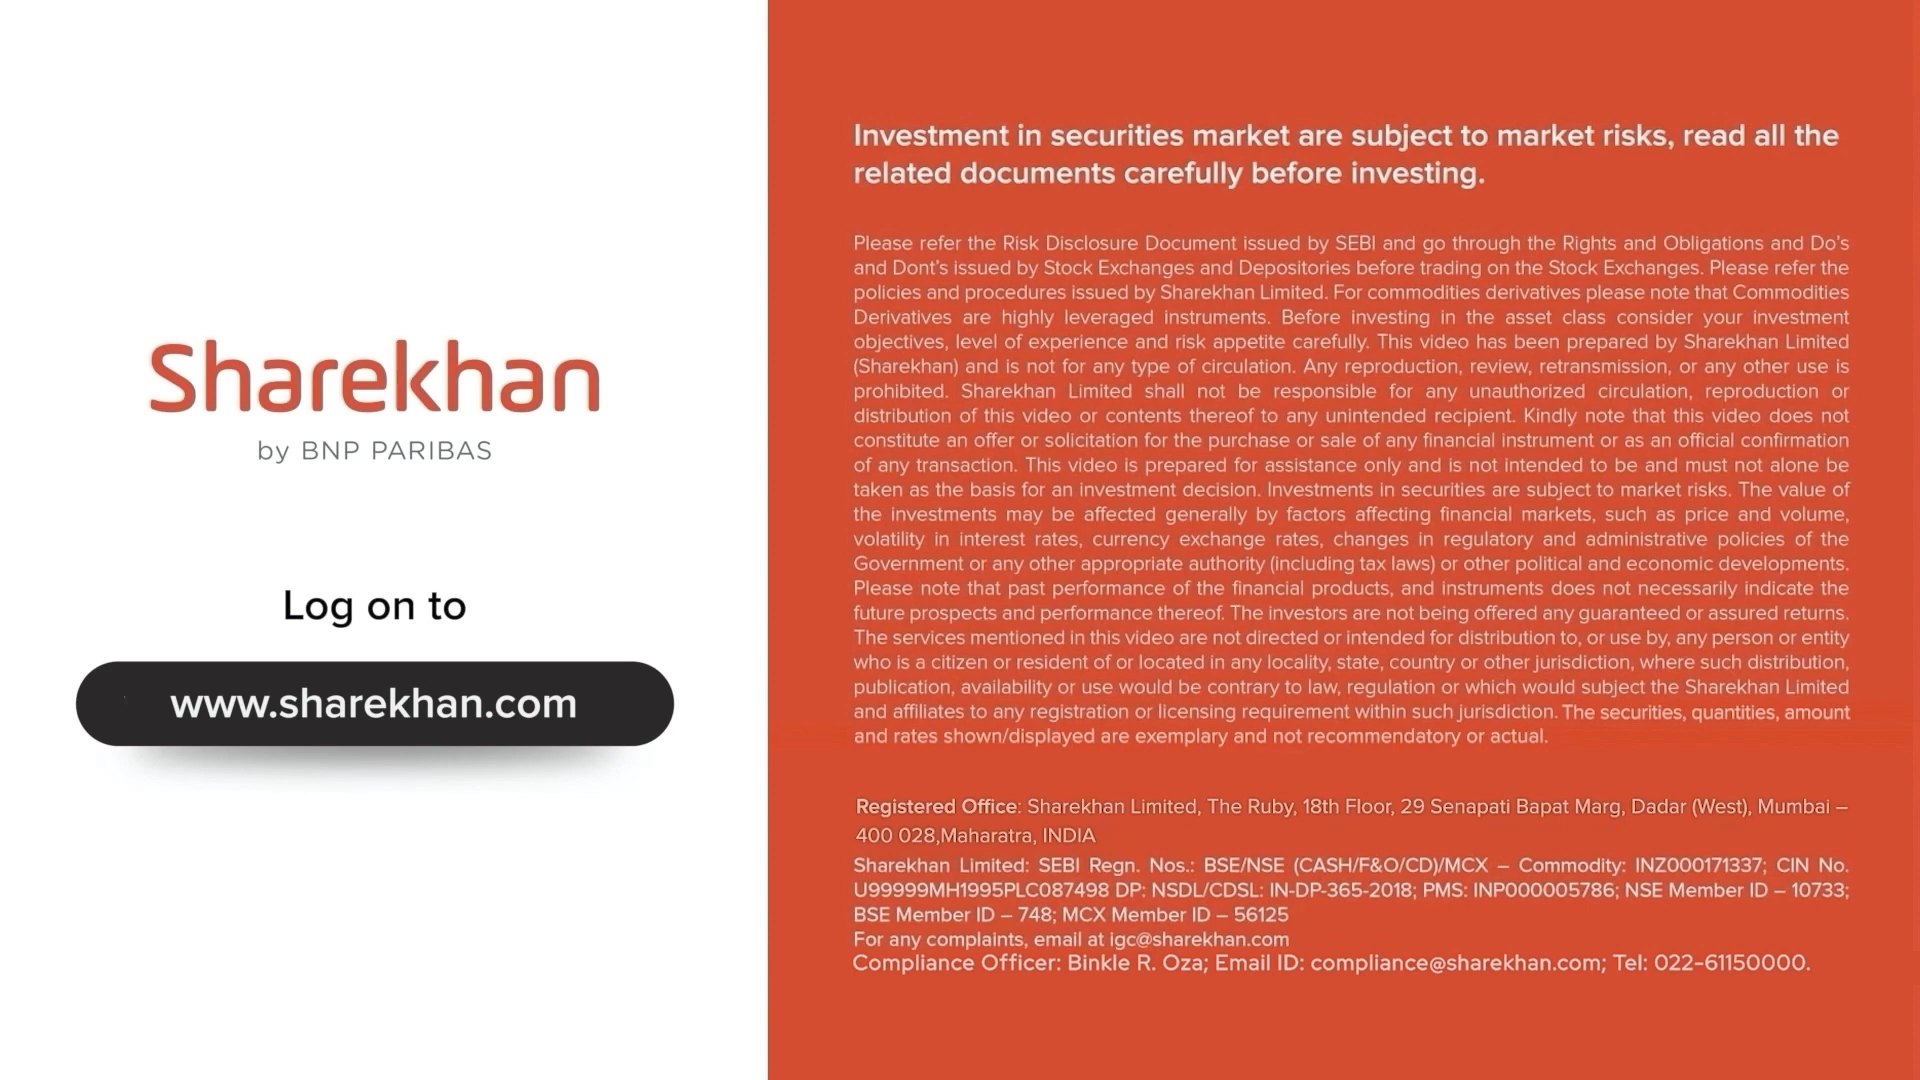 Sharekhan
by BNP PARIBAS
Log on to
www.sharekhan.com
Investment in securities market are subject to market risks, read all the
related documents carefully before investing.
Please refer the Risk Disclosure Document issued by SEBI and go through the Rights and Obligations and Do’s
and Dont’s issued by Stock Exchanges and Depositories before trading on the Stock Exchanges. Please refer the
policies and procedures issued by Sharekhan Limited. For commodities derivatives please note that Commodities
Derivatives are highly leveraged instruments. Before investing in the asset class consider your investment
objectives, level of experience and risk appetite carefully. This video has been prepared by Sharekhan Limited
(Sharekhan) and is not for any type of circulation. Any reproduction, review, retransmission, or any other use is
prohibited. Sharekhan Limited shall not be responsible for any unauthorized circulation, reproduction or
distribution of this video or contents thereof to any unintended recipient. Kindly note that this video does not
constitute an offer or solicitation for the purchase or sale of any financial instrument or as an official confirmation
of any transaction. This video is prepared for assistance only and is not intended to be and must not alone be
taken as the basis for an investment decision. Investments in securities are subject to market risks. The value of
the investments may be affected generally by factors affecting financial markets, such as price and volume,
volatility in interest rates, currency exchange rates, changes in regulatory and administrative policies of the
Government or any other appropriate authority (including tax laws) or other political and economic developments.
Please note that past performance of the financial products, and instruments does not necessarily indicate the
future prospects and performance thereof. The investors are not being offered any guaranteed or assured returns.
The services mentioned in this video are not directed or intended for distribution to, or use by, any person or entity
who is a citizen or resident of or located in any locality, state, country or other jurisdiction, where such distribution,
publication, availability or use would be contrary to law, regulation or which would subject the Sharekhan Limited
and affiliates to any registration or licensing requirement within such jurisdiction. The securities, quantities, amount
and rates shown/displayed are exemplary and not recommendatory or actual.
Registered Office: Sharekhan Limited, The Ruby, 18th Floor, 29 Senapati Bapat Marg, Dadar (West), Mumbai –
400 028,Maharatra, INDIA
Sharekhan Limited: SEBI Regn. Nos.: BSE/NSE (CASH/F&O/CD)/MCX – Commodity: INZ000171337; CIN No.
U99999MH1995PLC087498 DP: NSDL/CDSL: IN-DP-365-2018; PMS: INP000005786; NSE Member ID – 10733;
BSE Member ID – 748; MCX Member ID – 56125
For any complaints, email at igc@sharekhan.com
Compliance Officer: Binkle R. Oza; Email ID: compliance@sharekhan.com; Tel: 022-61150000.